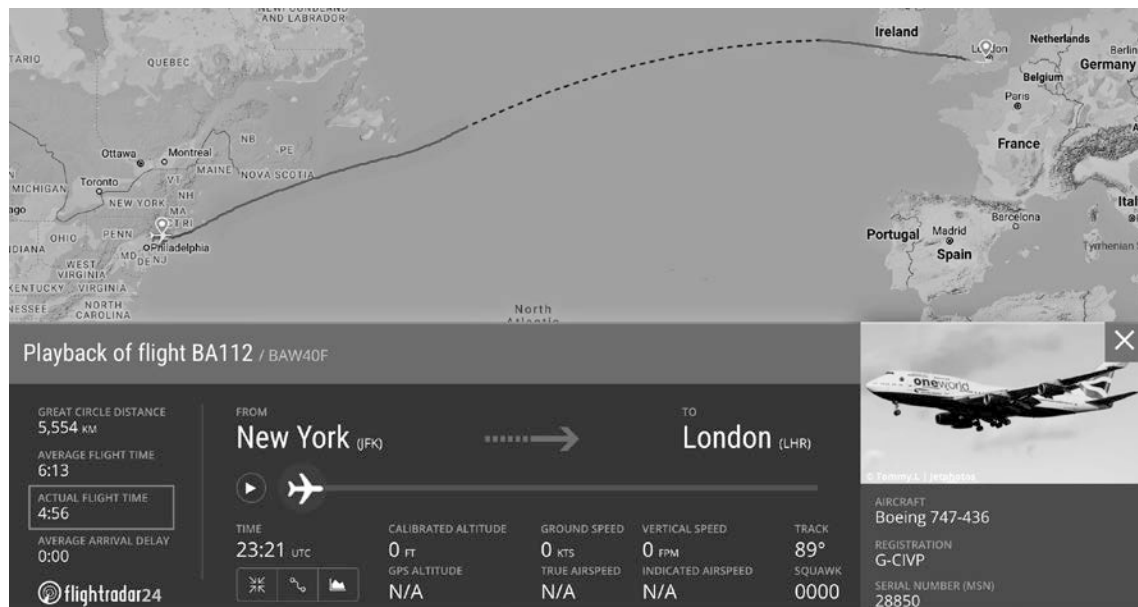 NEWFOUNDLAND
AND LABRADOR
Ireland
London
Netherlands
Berlin
Germany
Belgium
TARIO
QUEBEC
Paris
NB
PE
France
Ottawa
Montreal
MAINE
NOVA SCOTIA
MICHIGAN
Toronto
VT
NH
NEW YORK
MA
CT RI
ago
Barcelona
Ital
OHIO
PENN
Philadelphia
Portugal
Madrid
DIANA
MD
DE
NJ
Spain
Tyrrhenian
WEST
VIRGINIA
KENTUCKY
VIRGINIA
NESSEE
NORTH
CAROLINA
North
Atlantic
Playback of flight BA112 / BAW40F
oneworld
© Tommy L | jetphotos
GREAT CIRCLE DISTANCE
5,554 KM
AVERAGE FLIGHT TIME
6:13
ACTUAL FLIGHT TIME
4:56
AVERAGE ARRIVAL DELAY
0:00
flightradar24
FROM
New York (JFK)
TO
London (LHR)
TIME
23:21 UTC
CALIBRATED ALTITUDE
0 FT
GPS ALTITUDE
N/A
GROUND SPEED
0 KTS
TRUE AIRSPEED
N/A
VERTICAL SPEED
0 FPM
INDICATED AIRSPEED
N/A
TRACK
89°
SQUAWK
0000
AIRCRAFT
Boeing 747-436
REGISTRATION
G-CIVP
SERIAL NUMBER (MSN)
28850